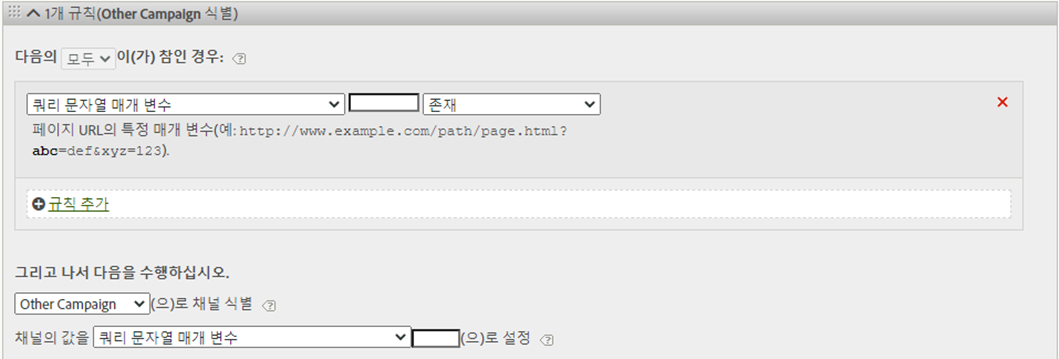 1개 규칙(Other Campaign 식별)
다음의 모두 이(가) 참인 경우:
쿼리 문자열 매개 변수 존재
페이지 URL의 특정 매개 변수(예: http://www.example.com/path/page.html?
abc=def&xyz=123).
규칙 추가
그리고 나서 다음을 수행하십시오.
Other Campaign (으)로 채널 식별
채널의 값을 쿼리 문자열 매개 변수 (으)로 설정